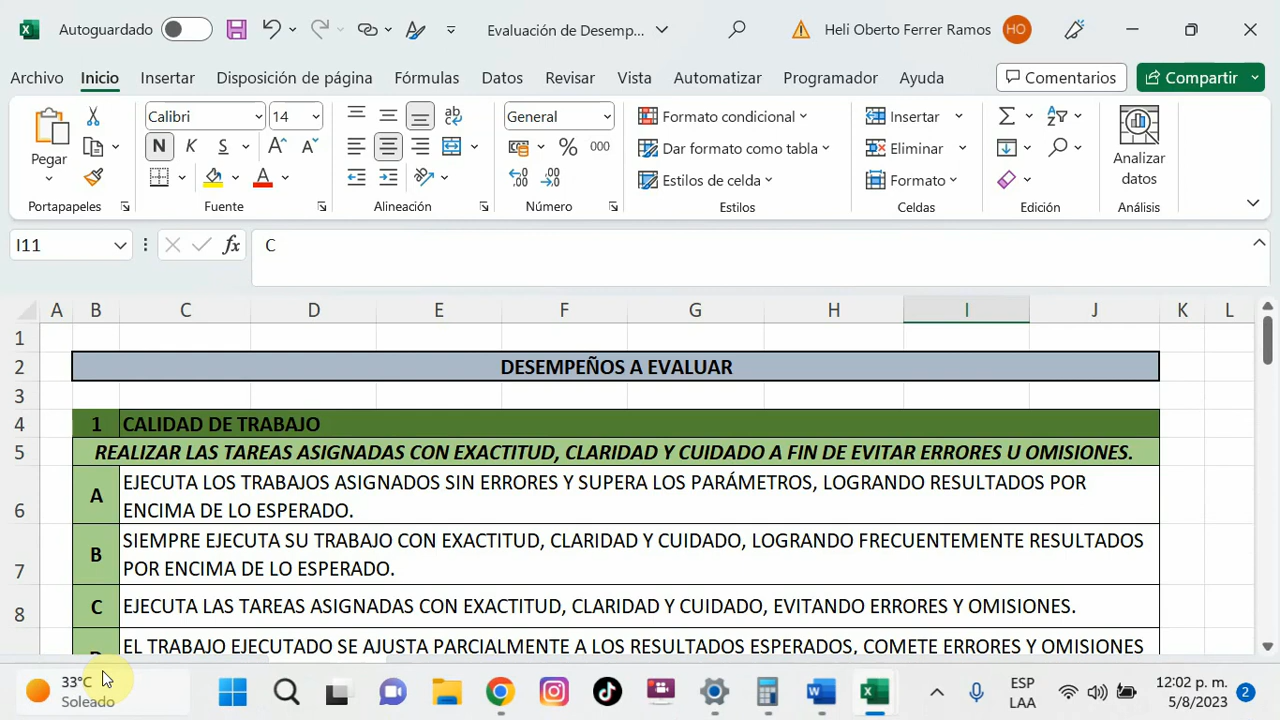 Autoguardado
Evaluación de Desemp...
Heli Oberto Ferrer Ramos
HO
Archivo
Inicio
Insertar
Disposición de página
Fórmulas
Datos
Revisar
Vista
Automatizar
Programador
Ayuda
Comentarios
Compartir
Pegar
Calibri
14
N
K
S
General
Formato condicional
Dar formato como tabla
Estilos de celda
Insertar
Eliminar
Formato
Analizar
datos
Portapapeles
Fuente
Alineación
Número
Estilos
Celdas
Edición
Análisis
I11
fx
C
A B C D E F G H I J K L
1
2 DESEMPEÑOS A EVALUAR
3
4 1 CALIDAD DE TRABAJO
5 REALIZAR LAS TAREAS ASIGNADAS CON EXACTITUD, CLARIDAD Y CUIDADO A FIN DE EVITAR ERRORES U OMISIONES.
6 A EJECUTA LOS TRABAJOS ASIGNADOS SIN ERRORES Y SUPERA LOS PARÁMETROS, LOGRANDO RESULTADOS POR
ENCIMA DE LO ESPERADO.
7 B SIEMPRE EJECUTA SU TRABAJO CON EXACTITUD, CLARIDAD Y CUIDADO, LOGRANDO FRECUENTEMENTE RESULTADOS
POR ENCIMA DE LO ESPERADO.
8 C EJECUTA LAS TAREAS ASIGNADAS CON EXACTITUD, CLARIDAD Y CUIDADO, EVITANDO ERRORES Y OMISIONES.
D EL TRABAJO EJECUTADO SE AJUSTA PARCIALMENTE A LOS RESULTADOS ESPERADOS, COMETE ERRORES Y OMISIONES
33°C
Soleado
ESP
LAA
12:02 p. m.
5/8/2023
2